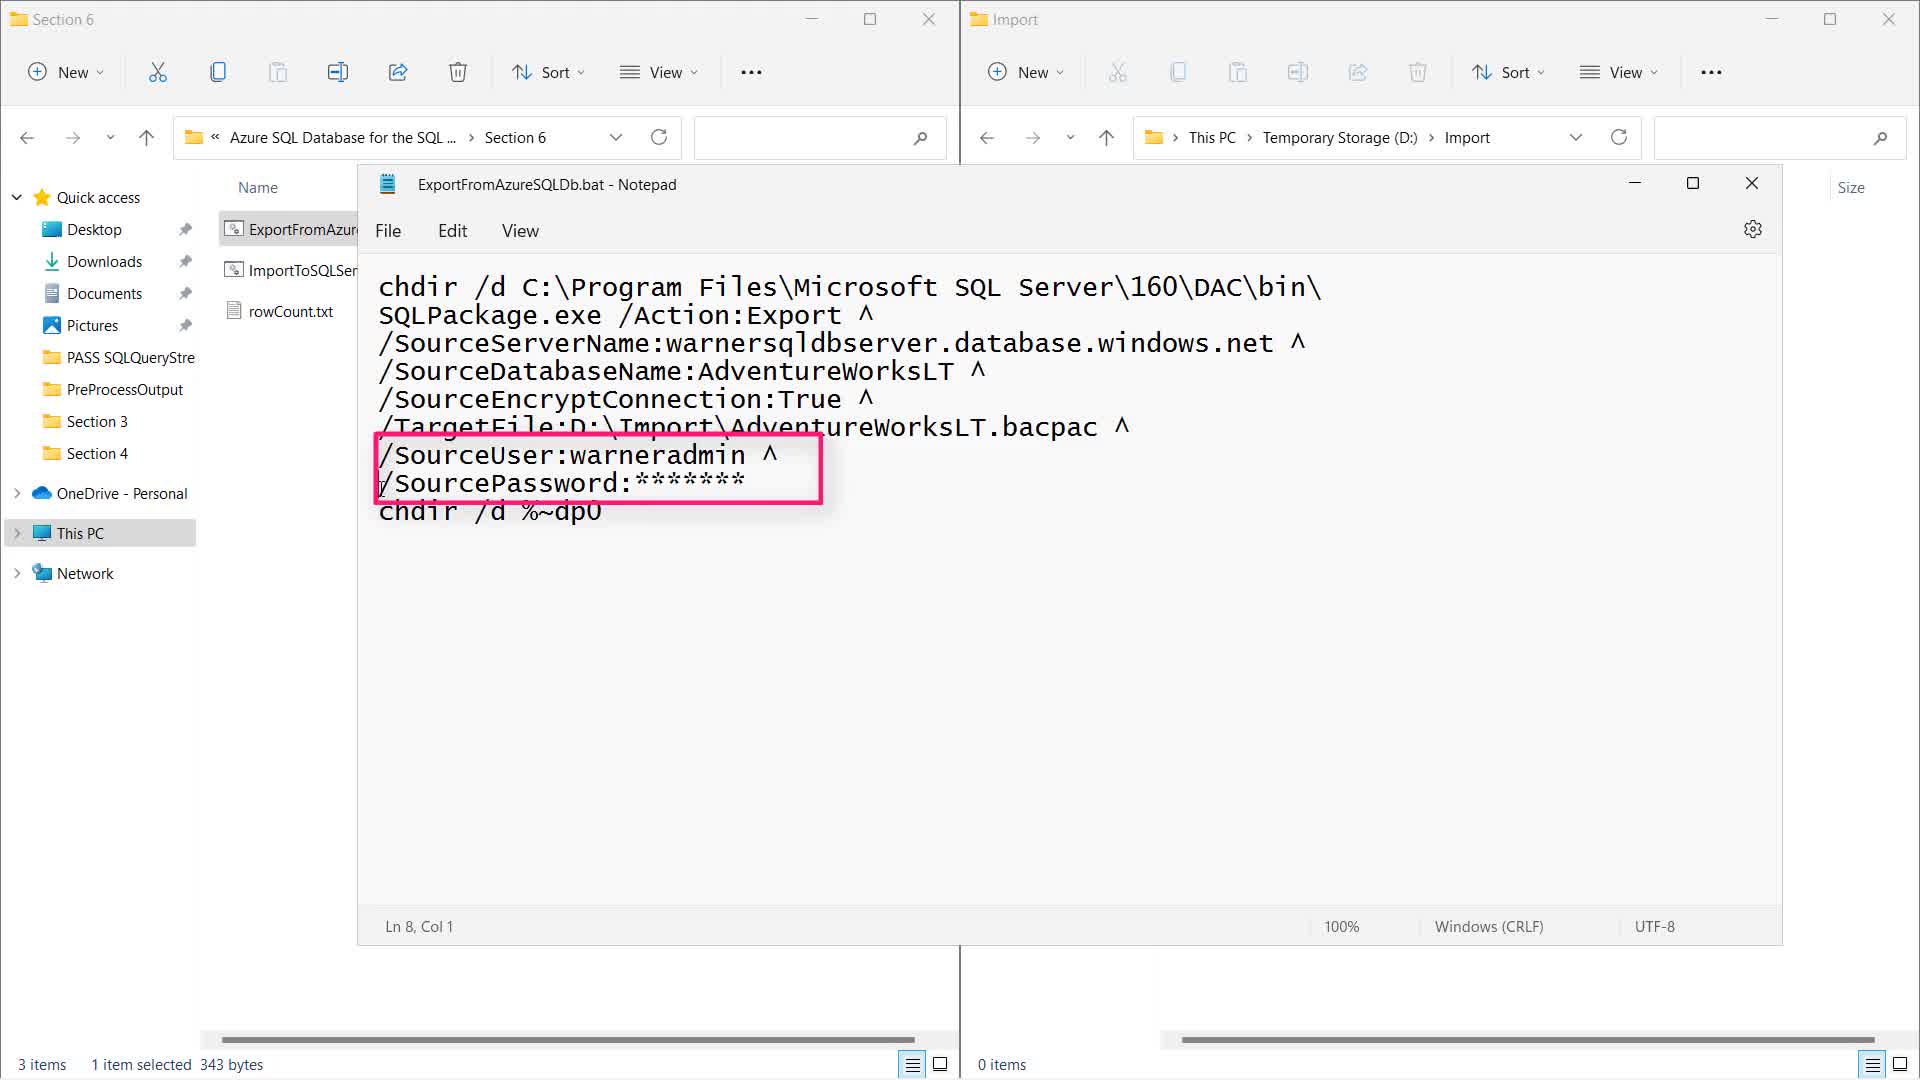 Section 6
Import
New
Sort
View
New
Sort
View
« Azure SQL Database for the SQL ... > Section 6
> This PC > Temporary Storage (D:) > Import
Name
Size
Quick access
Desktop
Downloads
Documents
Pictures
PASS SQLQueryStre
PreProcessOutput
Section 3
Section 4
OneDrive - Personal
This PC
Network
ExportFromAzure
ImportToSQLSer
rowCount.txt
ExportFromAzureSQLDb.bat - Notepad
File Edit View
chdir /d C:\Program Files\Microsoft SQL Server\160\DAC\bin\
SQLPackage.exe /Action:Export ^
/SourceServerName:warnersqldbserver.database.windows.net ^
/SourceDatabaseName:AdventureWorksLT ^
/SourceEncryptConnection:True ^
/TargetFile:D:\Import\AdventureWorksLT.bacpac ^
/SourceUser:warneradmin ^
/SourcePassword:*******
chdir /d %~dp0
Ln 8, Col 1
100%
Windows (CRLF)
UTF-8
3 items 1 item selected 343 bytes
0 items